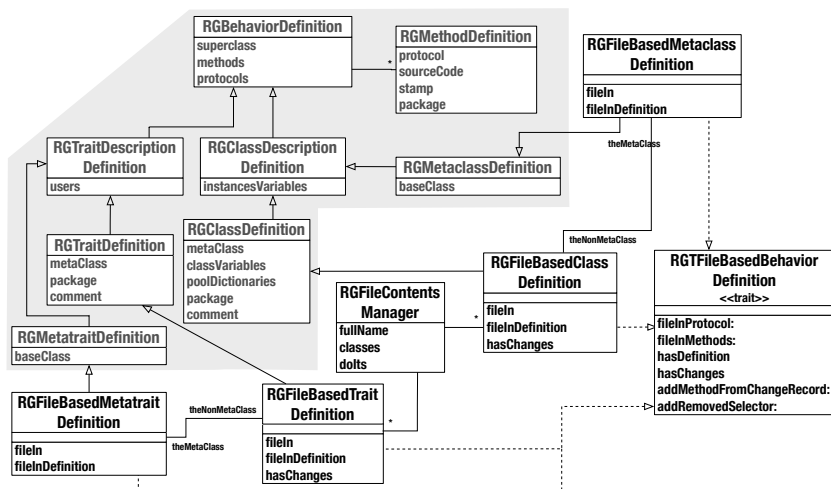 RGBehaviorDefinition
superclass
methods
protocols
*
RGMethodDefinition
protocol
sourceCode
stamp
package
RGFileBasedMetaclass
Definition
fileIn
fileInDefinition
RGTraitDescription
Definition
users
RGClassDescription
Definition
instancesVariables
RGMetaclassDefinition
baseClass
theMetaClass
RGTraitDefinition
metaClass
package
comment
RGClassDefinition
metaClass
classVariables
poolDictionaries
package
comment
theNonMetaClass
RGFileBasedClass
Definition
fileIn
fileInDefinition
hasChanges
RGTFileBasedBehavior
Definition
<<trait>>
fileInProtocol:
fileInMethods:
hasDefinition
hasChanges
addMethodFromChangeRecord:
addRemovedSelector:
RGFileContents
Manager
fullName
classes
doIts
*
RGMetatraitDefinition
baseClass
RGFileBasedMetatrait
Definition
fileIn
fileInDefinition
theNonMetaClass
theMetaClass
RGFileBasedTrait
Definition
fileIn
fileInDefinition
hasChanges
*